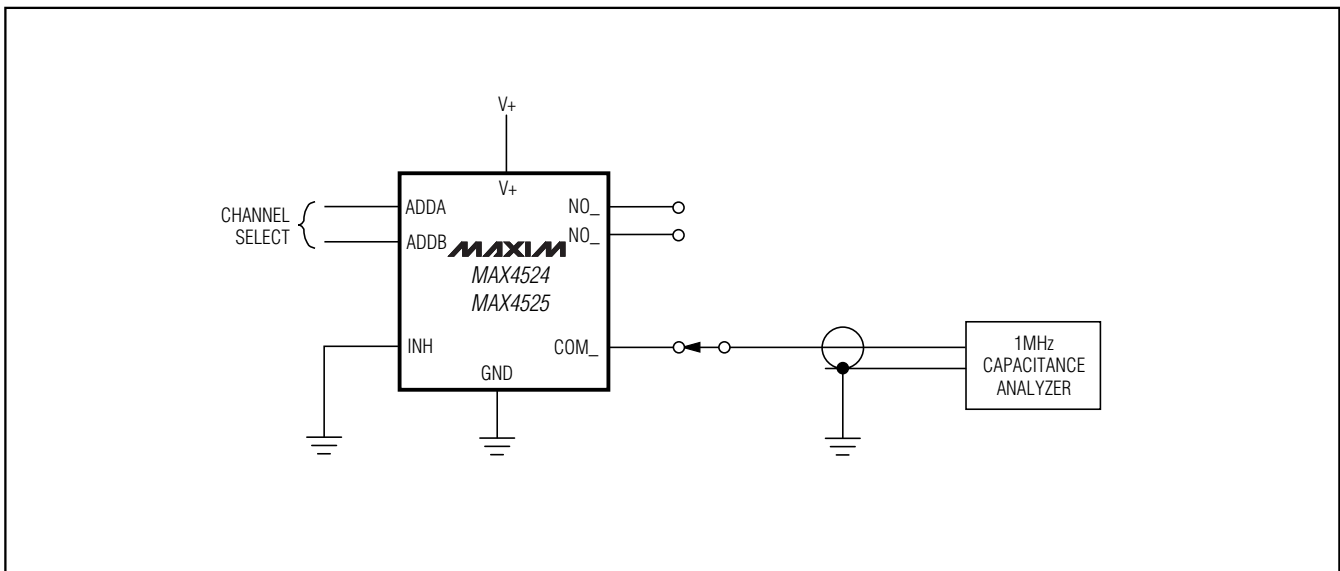 V+
V+
CHANNEL
SELECT
ADDA
ADDB
NO_
NO_
MAXIM
MAX4524
MAX4525
INH
COM_
GND
1MHz
CAPACITANCE
ANALYZER